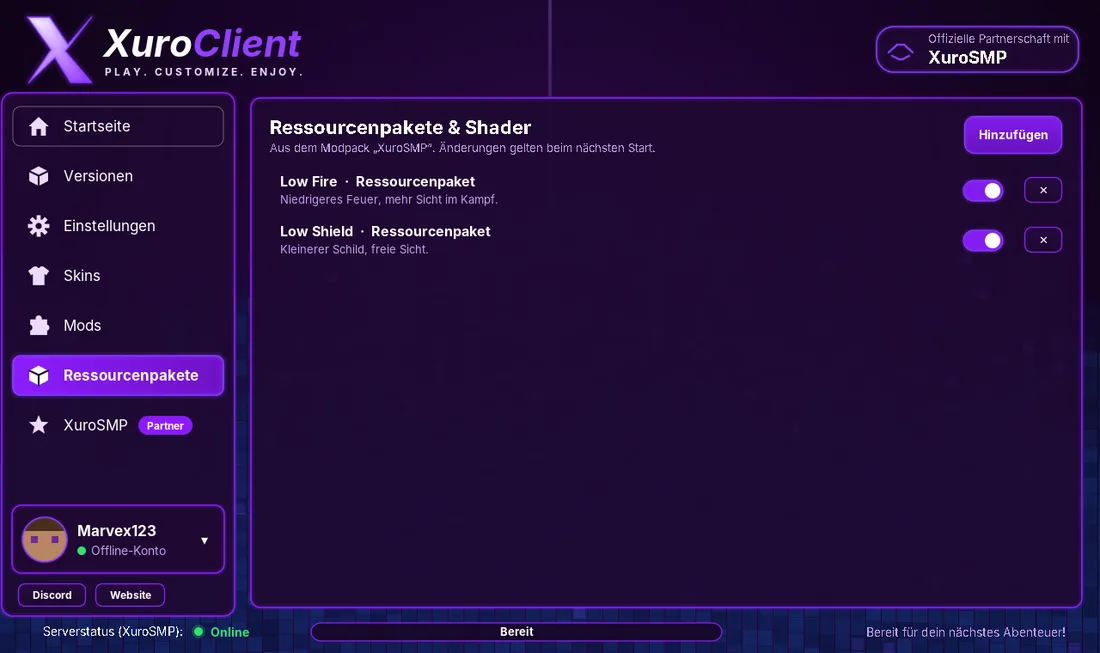 XuroClient
PLAY. CUSTOMIZE. ENJOY.
Offizielle Partnerschaft mit
XuroSMP
Startseite
Versionen
Einstellungen
Skins
Mods
Ressourcenpakete
XuroSMP Partner
Marvex123
Offline-Konto
Discord Website
Ressourcenpakete & Shader
Aus dem Modpack „XuroSMP“. Änderungen gelten beim nächsten Start.
Hinzufügen
Low Fire · Ressourcenpaket
Niedrigeres Feuer, mehr Sicht im Kampf.
Low Shield · Ressourcenpaket
Kleinerer Schild, freie Sicht.
Serverstatus (XuroSMP): Online
Bereit
Bereit für dein nächstes Abenteuer!